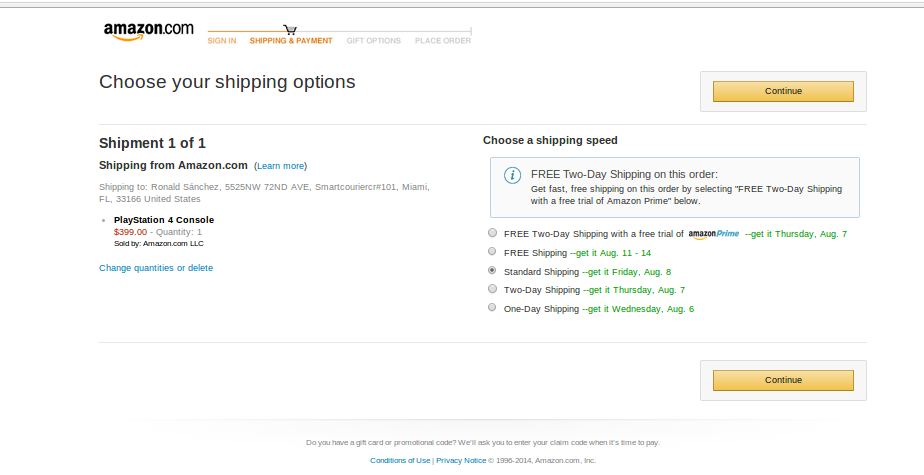 amazon.com
SIGN IN SHIPPING & PAYMENT GIFT OPTIONS PLACE ORDER
Choose your shipping options
Continue
Shipment 1 of 1
Shipping from Amazon.com (Learn more)
Shipping to: Ronald Sánchez, 5525NW 72ND AVE, Smartcouriercr#101, Miami,
FL, 33166 United States
PlayStation 4 Console
$399.00 - Quantity: 1
Sold by: Amazon.com LLC
Change quantities or delete
Choose a shipping speed
FREE Two-Day Shipping on this order:
Get fast, free shipping on this order by selecting "FREE Two-Day Shipping
with a free trial of Amazon Prime" below.
FREE Two-Day Shipping with a free trial of amazonPrime --get it Thursday, Aug. 7
FREE Shipping --get it Aug. 11 - 14
Standard Shipping --get it Friday, Aug. 8
Two-Day Shipping --get it Thursday, Aug. 7
One-Day Shipping --get it Wednesday, Aug. 6
Continue
Do you have a gift card or promotional code? We'll ask you to enter your claim code when it's time to pay.
Conditions of Use | Privacy Notice © 1996-2014, Amazon.com, Inc.